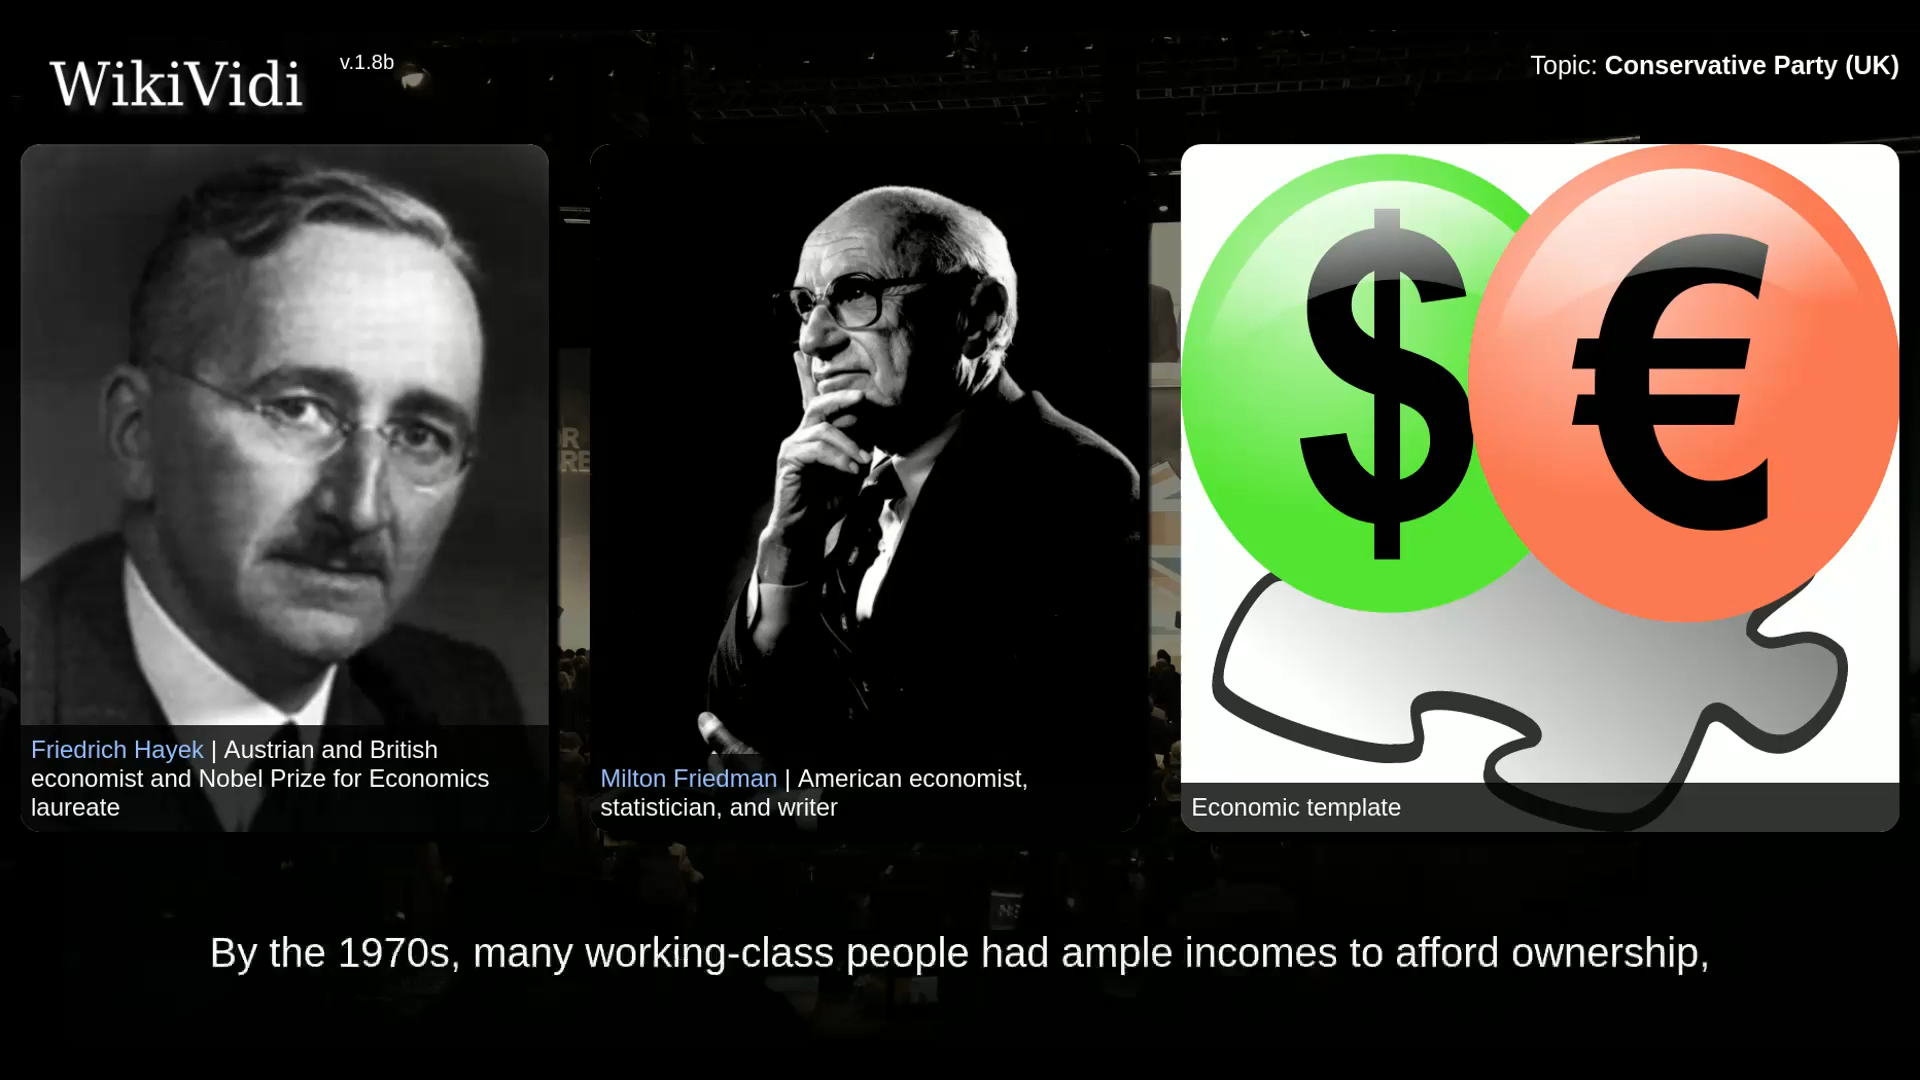 WikiVidi
v.1.8b
Topic: Conservative Party (UK)
Friedrich Hayek | Austrian and British
economist and Nobel Prize for Economics
laureate
Milton Friedman | American economist,
statistician, and writer
$
€
Economic template
By the 1970s, many working-class people had ample incomes to afford ownership,